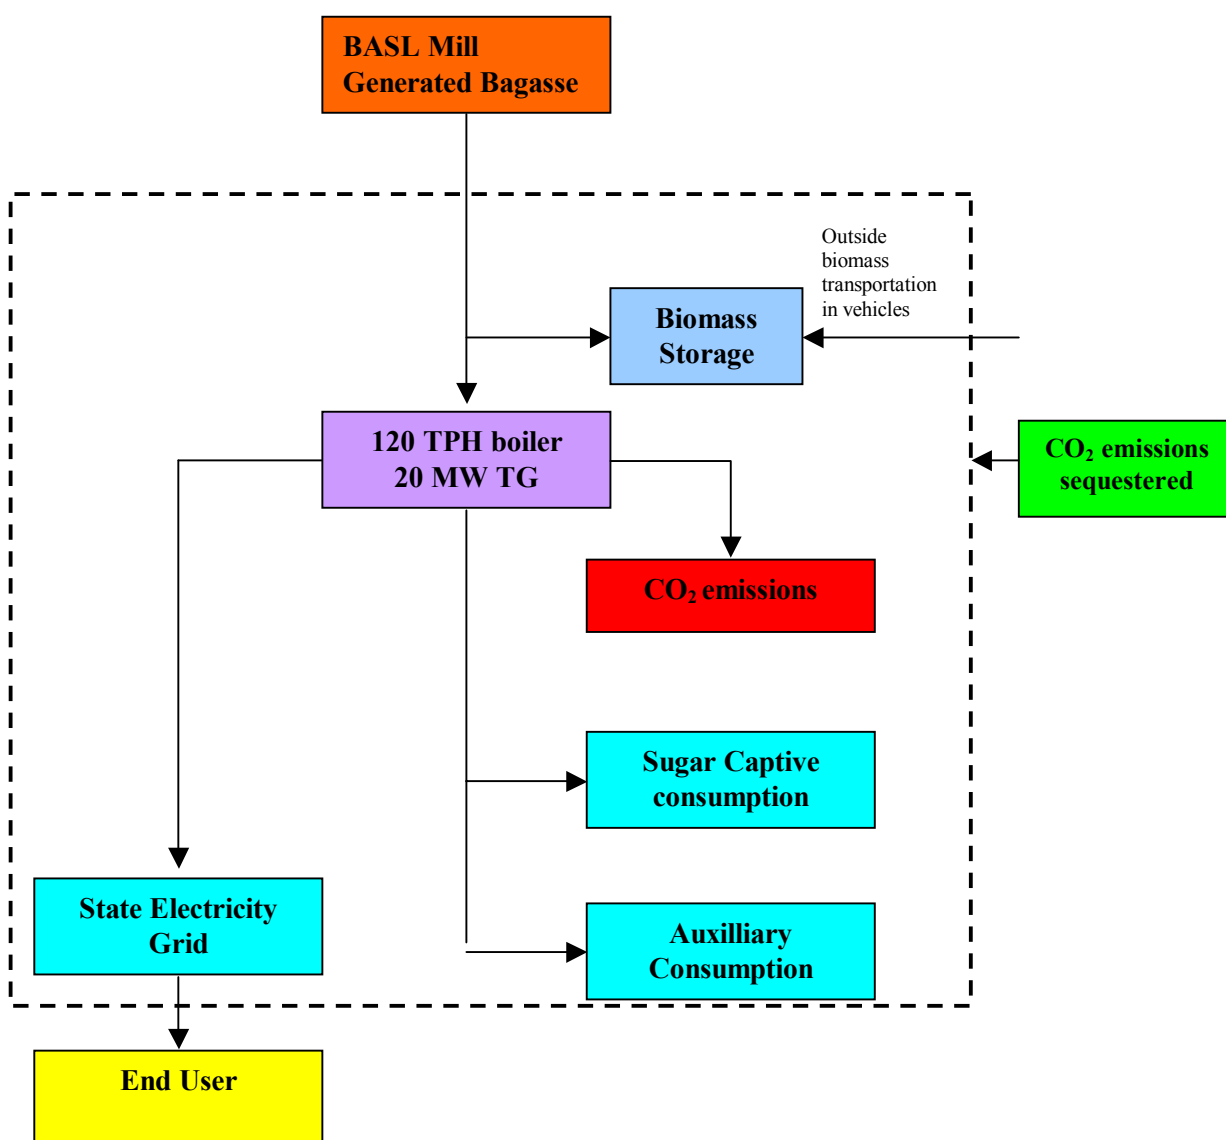 BASL Mill
Generated Bagasse
Outside
biomass
transportation
in vehicles
Biomass
Storage
120 TPH boiler
20 MW TG
CO₂ emissions
sequestered
CO₂ emissions
Sugar Captive
consumption
State Electricity
Grid
Auxilliary
Consumption
End User